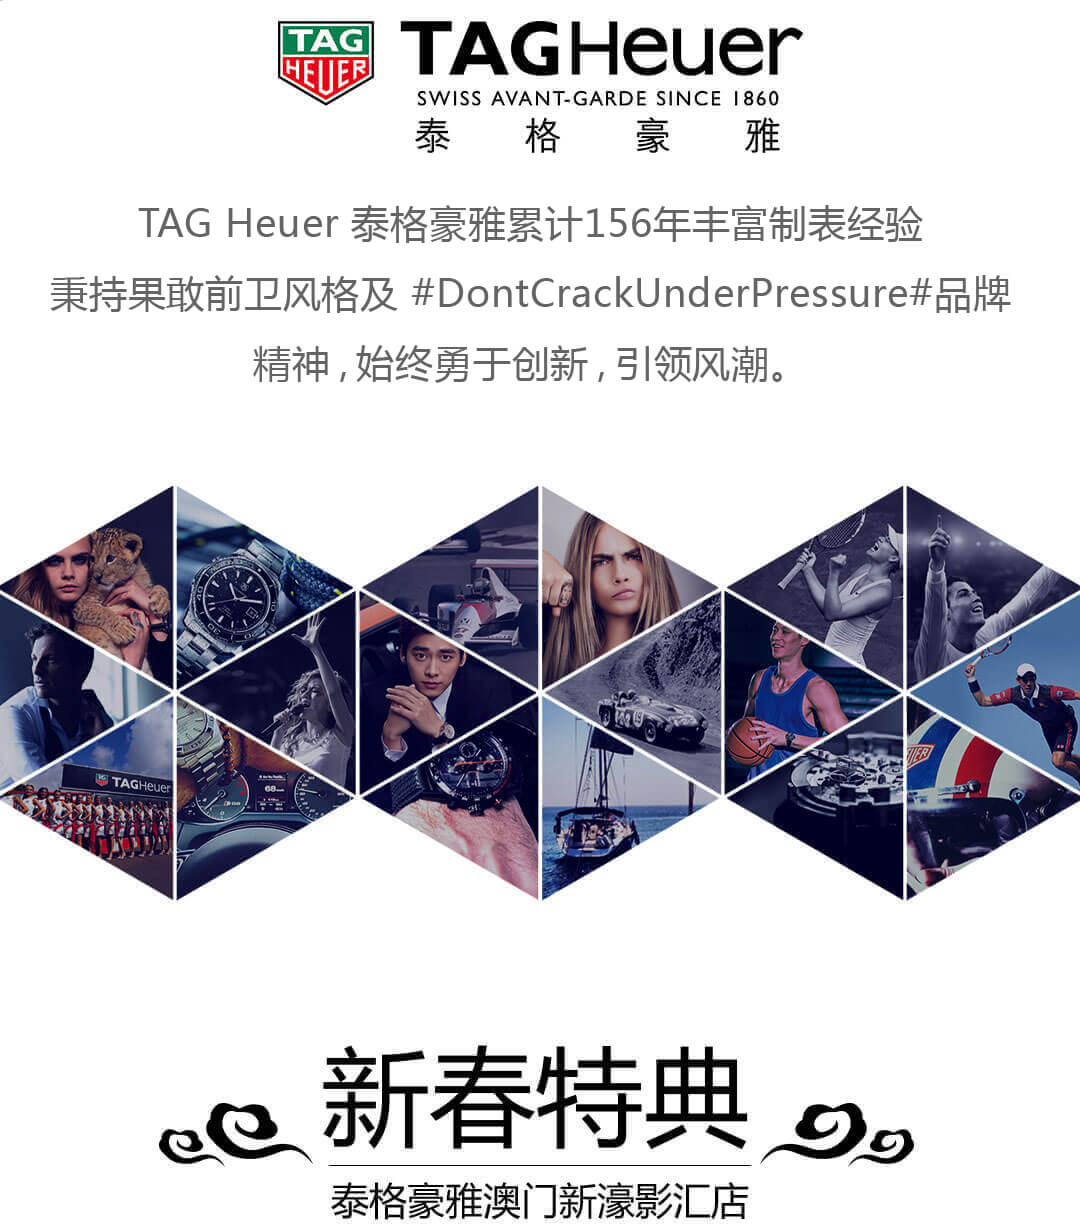 TAG
HEUER
TAGHeuer
SWISS AVANT-GARDE SINCE 1860
泰格豪雅
TAG Heuer 泰格豪雅累计156年丰富制表经验
秉持果敢前卫风格及 #DontCrackUnderPressure#品牌
精神,始终勇于创新,引领风潮。
TAGHeuer
新春特典
泰格豪雅澳门新濠影汇店